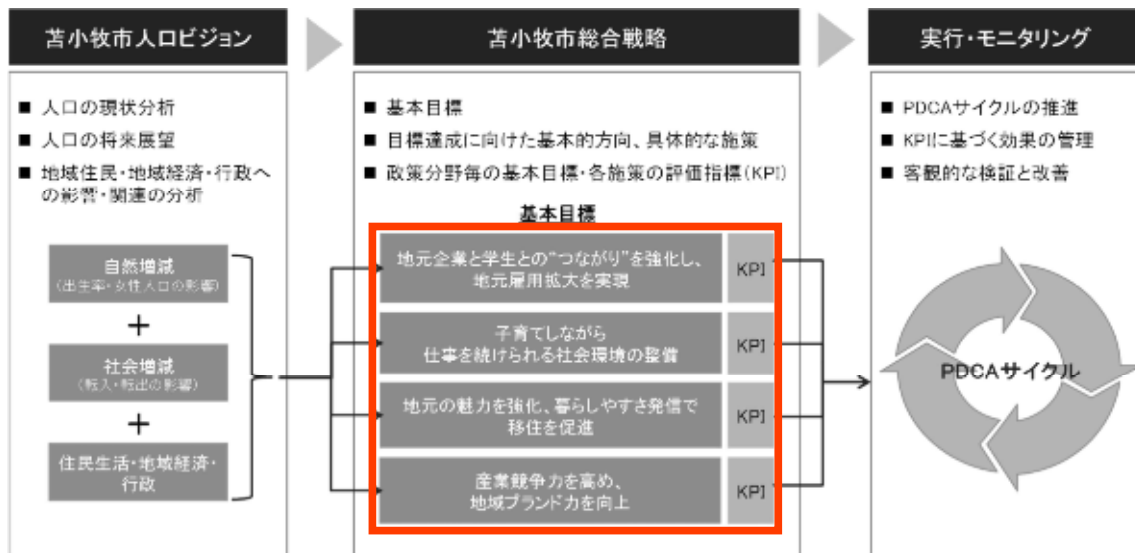 苫小牧市人口ビジョン
■ 人口の現状分析
■ 人口の将来展望
■ 地域住民・地域経済・行政へ
の影響・関連の分析
自然増減
(出生率・女性人口の影響)
+
社会増減
(転入・転出の影響)
+
住民生活・地域経済・
行政
苫小牧市総合戦略
■ 基本目標
■ 目標達成に向けた基本的方向、具体的な施策
■ 政策分野毎の基本目標・各施策の評価指標(KPI)
基本目標
地元企業と学生との“つながり”を強化し、
地元雇用拡大を実現
KPI
子育てしながら
仕事を続けられる社会環境の整備
KPI
地元の魅力を強化、暮らしやすさ発信で
移住を促進
KPI
産業競争力を高め、
地域ブランド力を向上
KPI
実行・モニタリング
■ PDCAサイクルの推進
■ KPIに基づく効果の管理
■ 客観的な検証と改善
PDCAサイクル